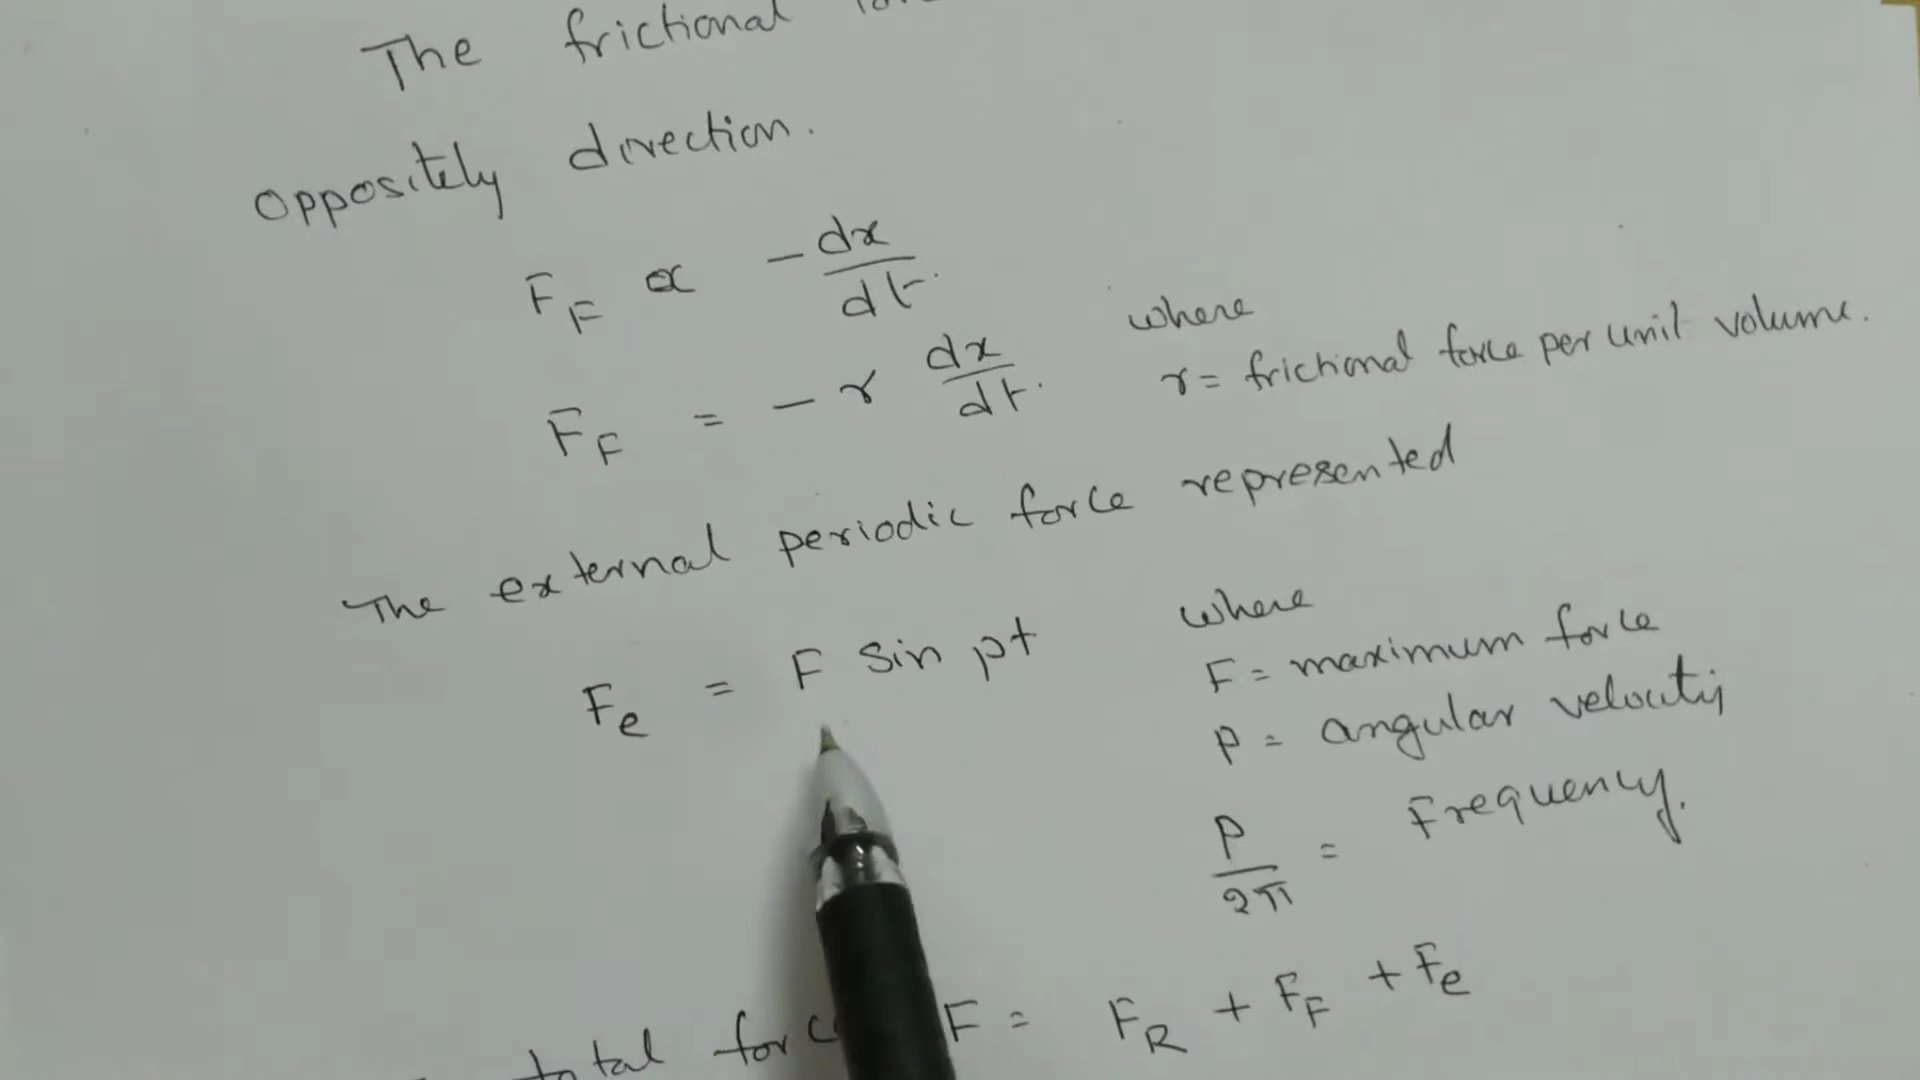 The frictional
oppositely direction.
F_F ∝ -dx/dt.
F_F = -r dx/dt. where
r = frictional force per unit volume.
The external periodic force represented
F_e = F sin pt where
F = maximum force
P = angular velocity
P/2π = Frequency.
total force F = F_R + F_F + F_e